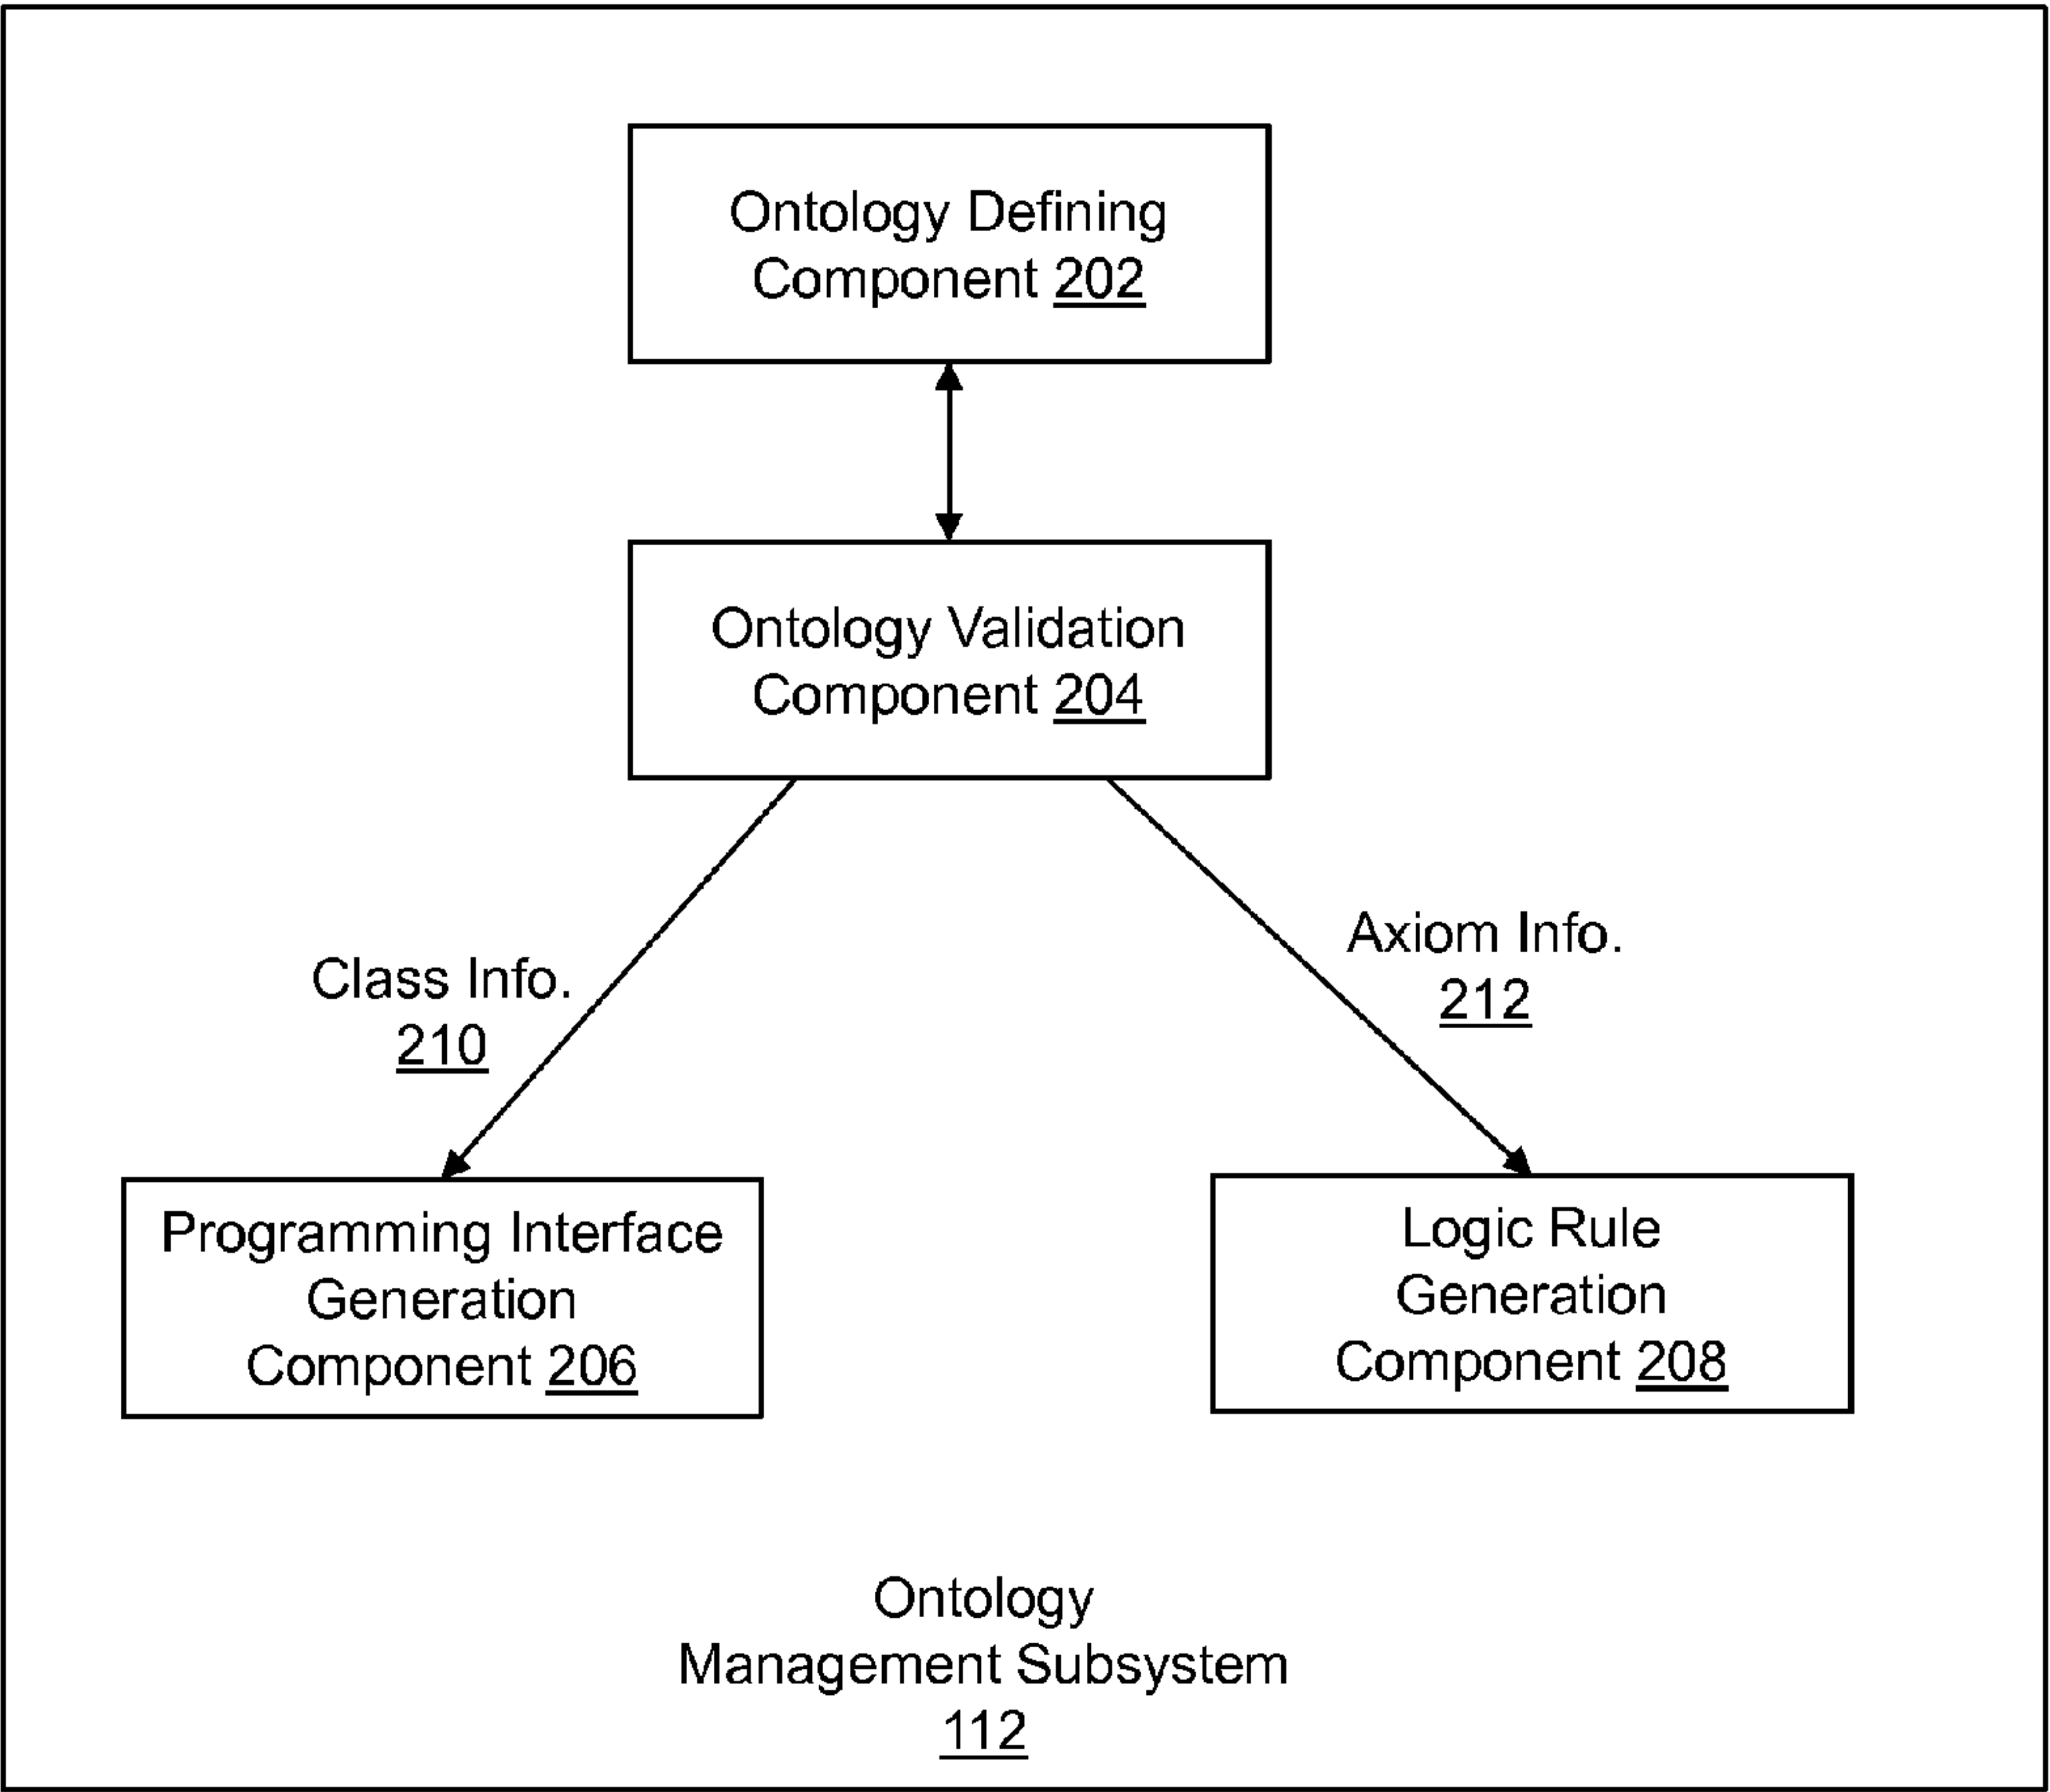 Ontology Defining
Component 202
Ontology Validation
Component 204
Class Info.
210
Axiom Info.
212
Programming Interface
Generation
Component 206
Logic Rule
Generation
Component 208
Ontology
Management Subsystem
112